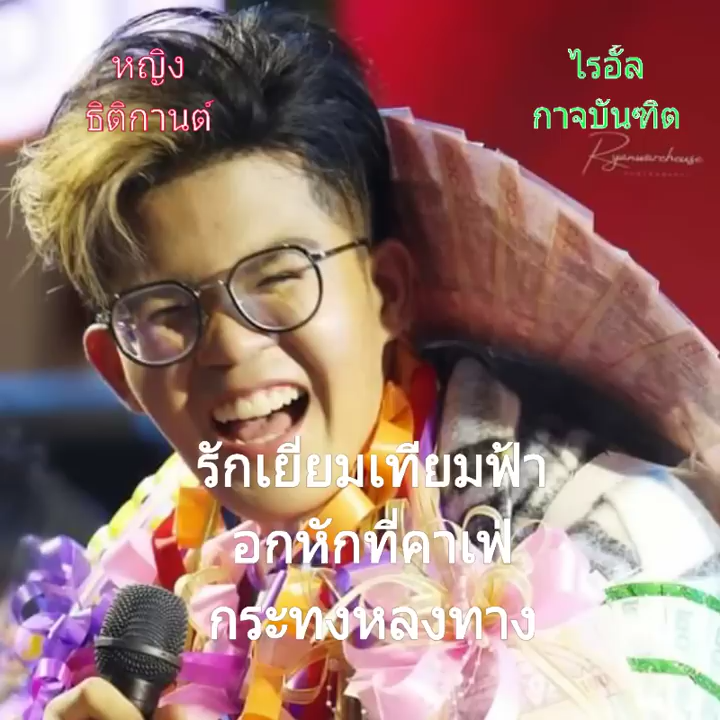 หญิง
ธิติกานต์
ไรอั้ล
กาจบันฑิต
Ryanwarehouse
PHOTOGRAPHY
รักเยี่ยมเทียมฟ้า
อกหักที่คาเฟ่
กระทงหลงทาง